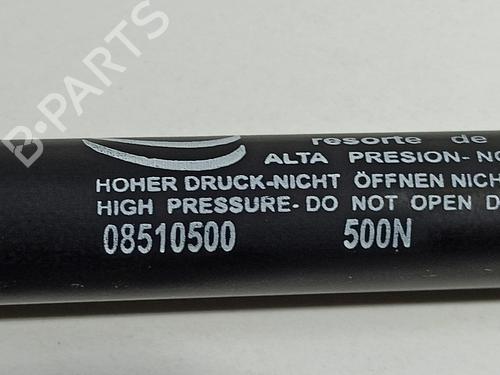 B-PARTS
resorte de
ALTA PRESION- NO
HOHER DRUCK-NICHT ÖFFNEN NICH
HIGH PRESSURE- DO NOT OPEN D
08510500 500N